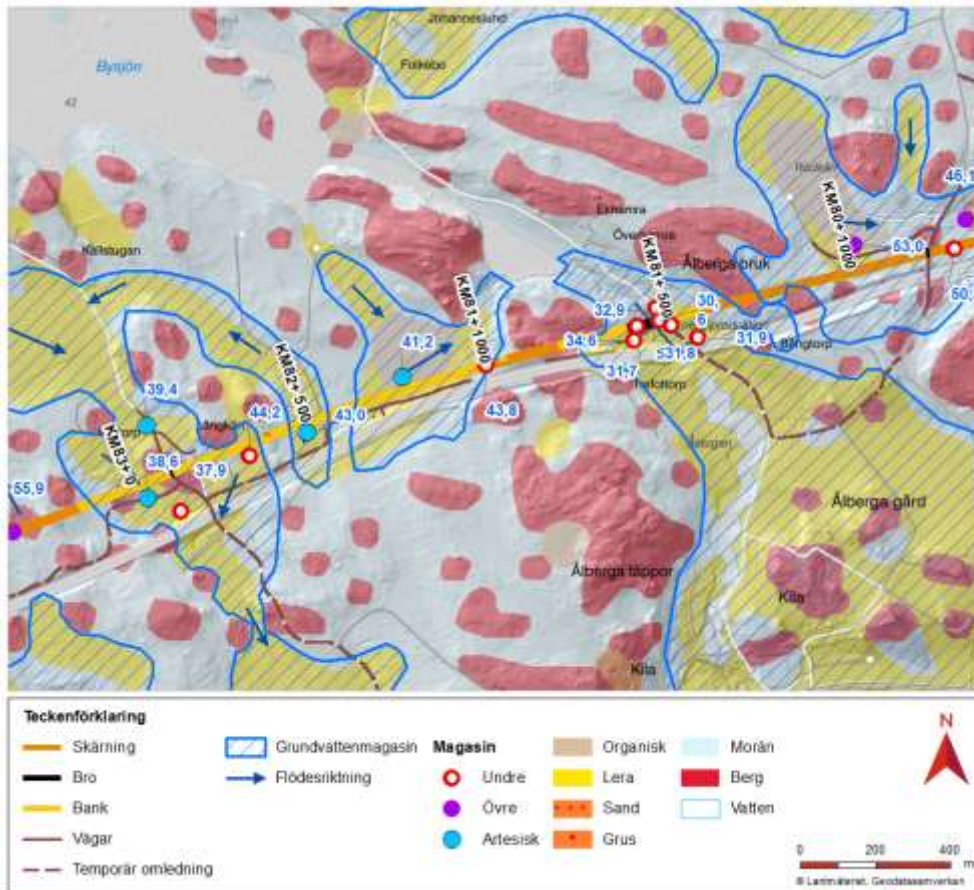 Johanneslund
Bysjön
Folkebo
42
46,1
Ekhamra
KM80+ 1000
Källstugan
KM81+ 500
Ålberga bruk
53,0
KM81+ 1000
32,9
30,
6
50,
41,2
34,6
31,9
Bångtorp
31,8
31,7
KM82+ 500
39,4
44,2
43,0
43,8
KM83+ 0
38,6
37,9
Ålberga gård
55,9
Ålberga täppor
Kila
Kila
Teckenförklaring
Skärning
Grundvattenmagasin
Magasin
Organisk
Morän
N
Bro
Flödesriktning
Undre
Lera
Berg
Bank
Övre
Sand
Vatten
Vägar
Artesisk
Grus
0 200 400
m
Temporär omledning
© Lantmäteriet, Geodatasamverkan